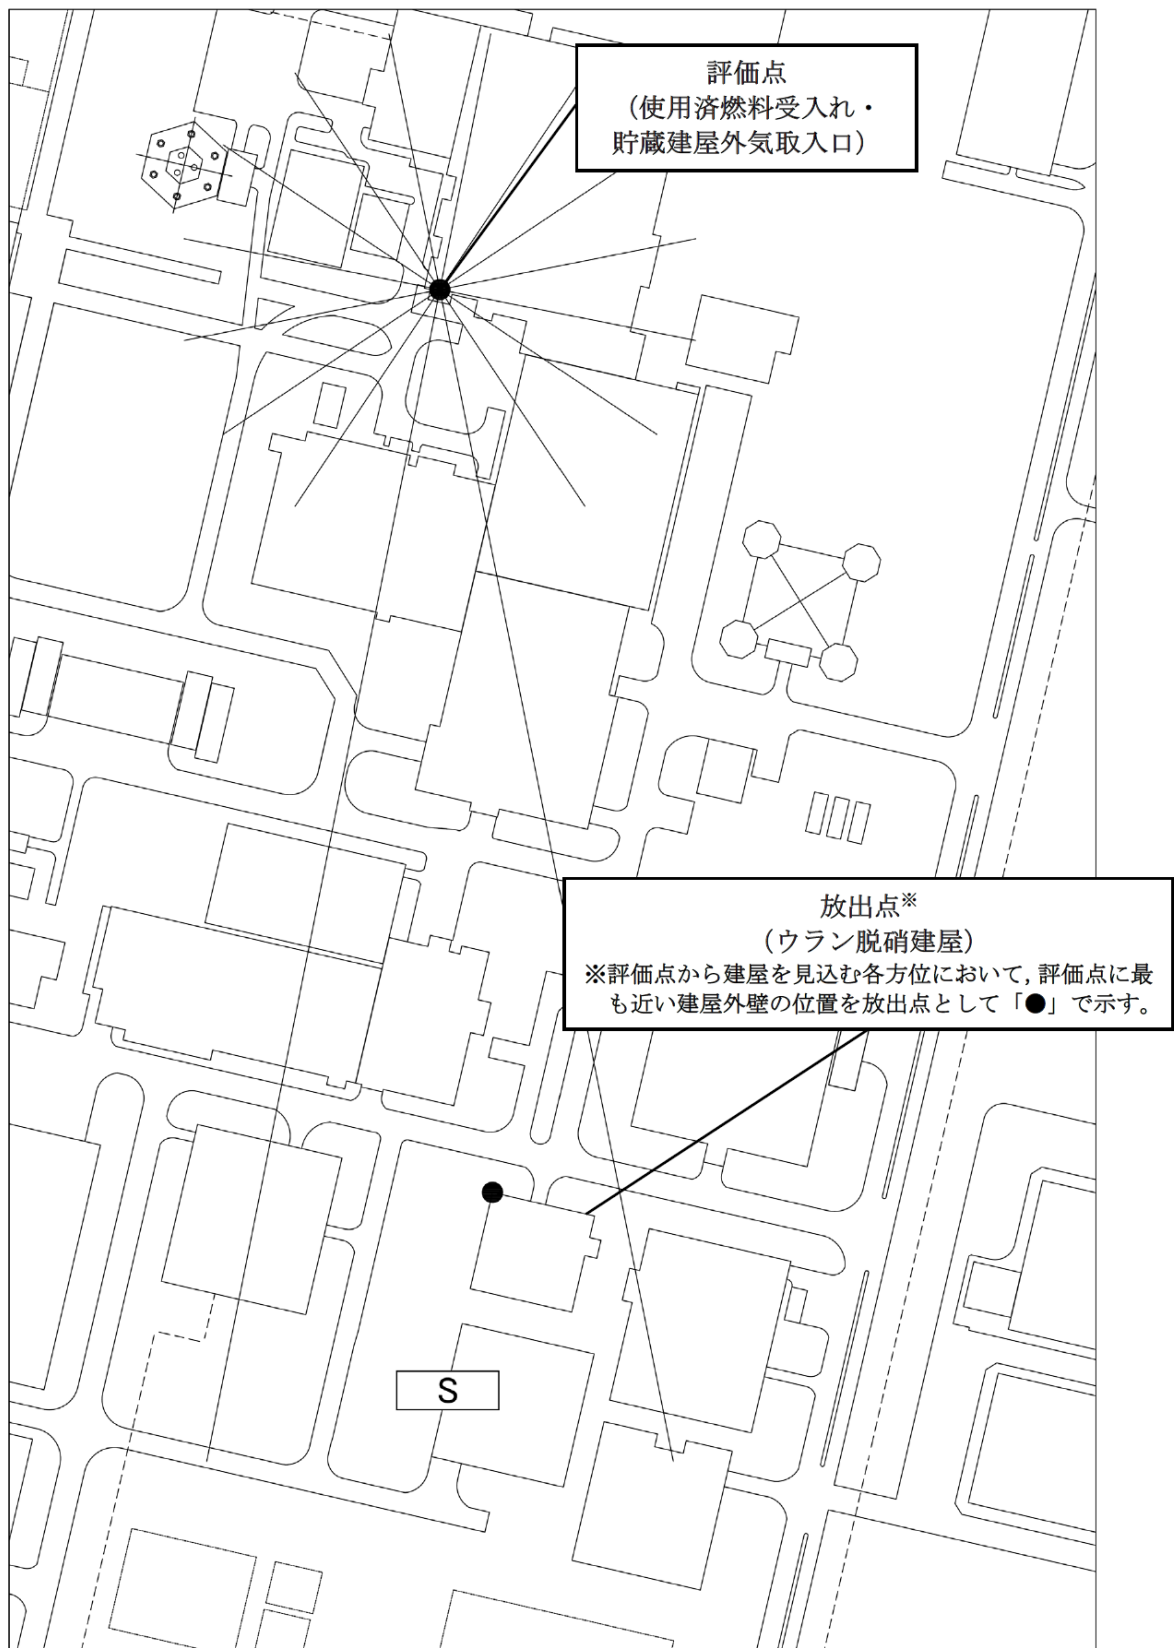 評価点
（使用済燃料受入れ・
貯蔵建屋外気取入口）
放出点※
（ウラン脱硝建屋）
※評価点から建屋を見込む各方位において，評価点に最
も近い建屋外壁の位置を放出点として「●」で示す。
S